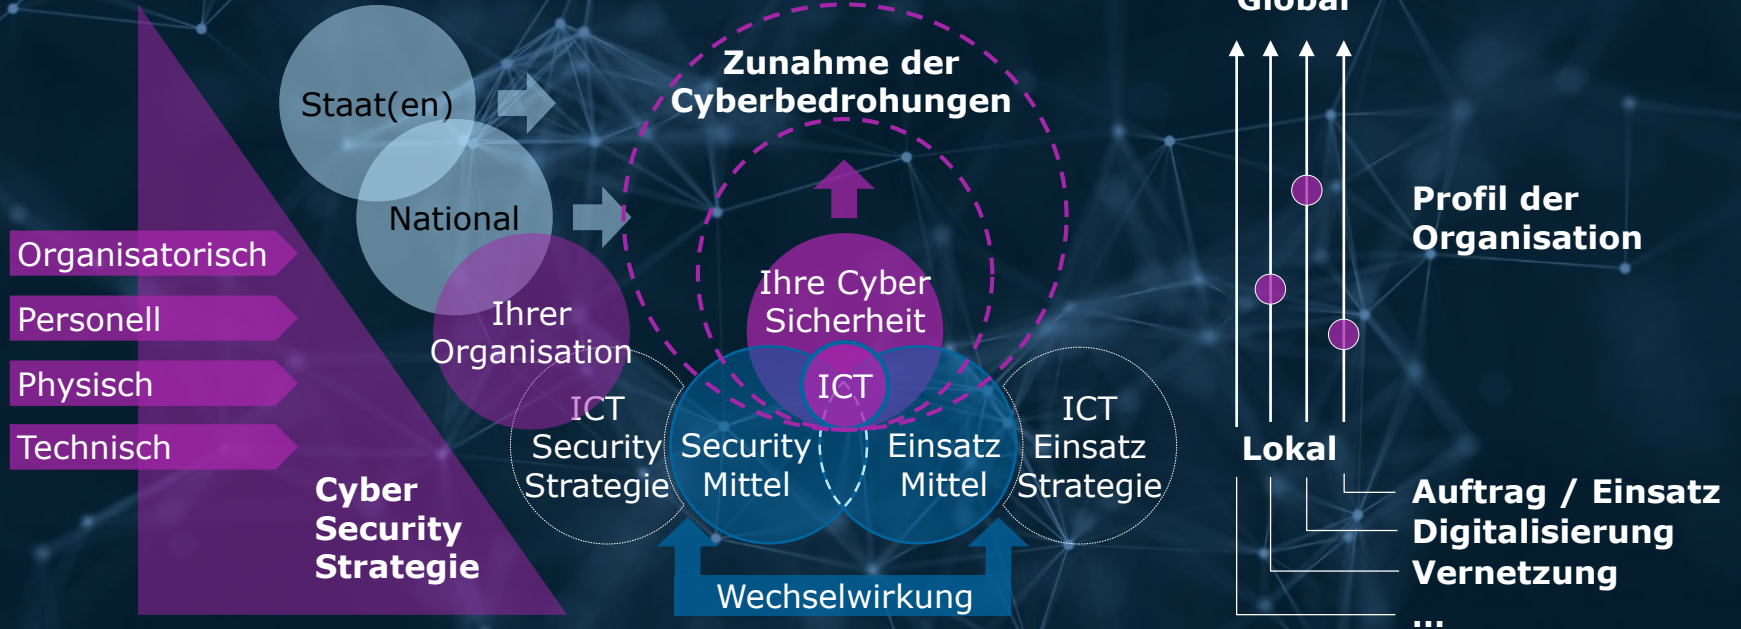 Global
Zunahme der
Cyberbedrohungen
Staat(en)
National
Ihrer
Organisation
Organisatorisch
Personell
Physisch
Technisch
Cyber
Security
Strategie
Ihre Cyber
Sicherheit
ICT
ICT
Security
Strategie
Security
Mittel
Einsatz
Mittel
ICT
Einsatz
Strategie
Wechselwirkung
Profil der
Organisation
Lokal
Auftrag / Einsatz
Digitalisierung
Vernetzung
...